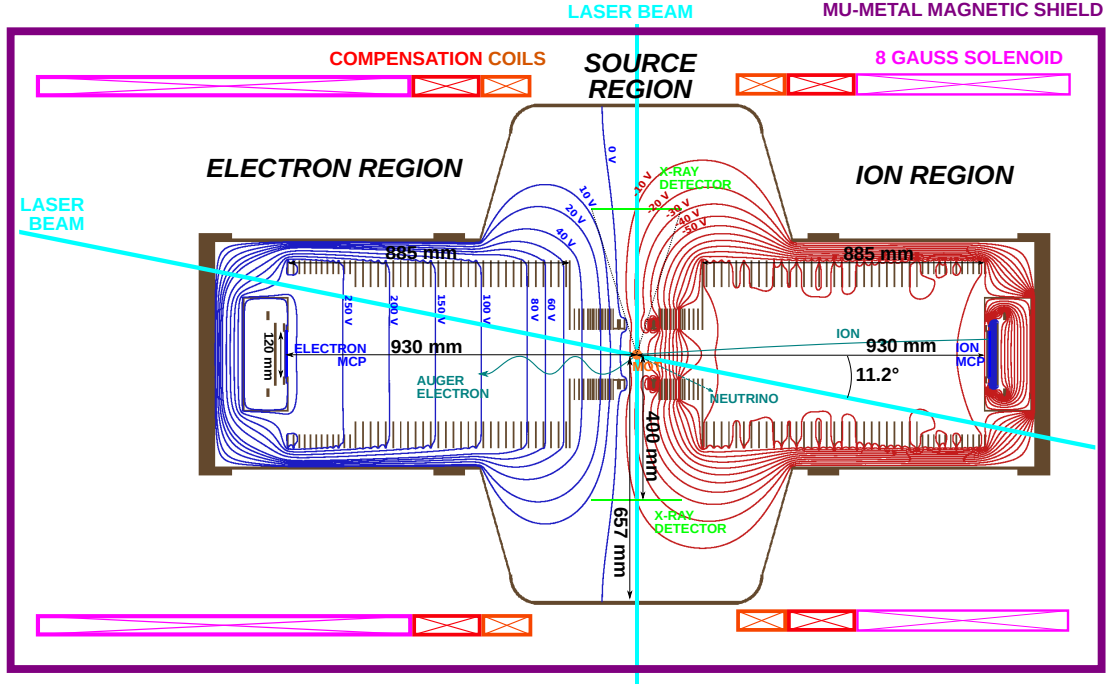 LASER BEAM
MU-METAL MAGNETIC SHIELD
COMPENSATION COILS
SOURCE
REGION
8 GAUSS SOLENOID
ELECTRON REGION
ION REGION
LASER
BEAM
0 V
10 V
20 V
40 V
-10 V
-20 V
-30 V
-40 V
-50 V
X-RAY
DETECTOR
885 mm
885 mm
250 V
200 V
150 V
100 V
80 V
60 V
120 mm
ELECTRON
MCP
930 mm
MOT
ION
930 mm
ION
MCP
11.2°
AUGER
ELECTRON
NEUTRINO
400 mm
657 mm
X-RAY
DETECTOR